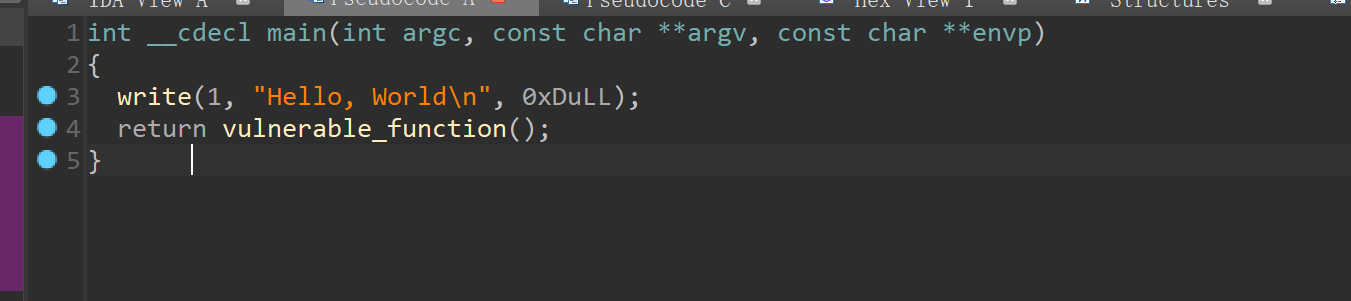 IDA View A Pseudocode A Pseudocode C Hex View 1 Structures
1 int __cdecl main(int argc, const char **argv, const char **envp)
2 {
3 write(1, "Hello, World\n", 0xDuLL);
4 return vulnerable_function();
5 }